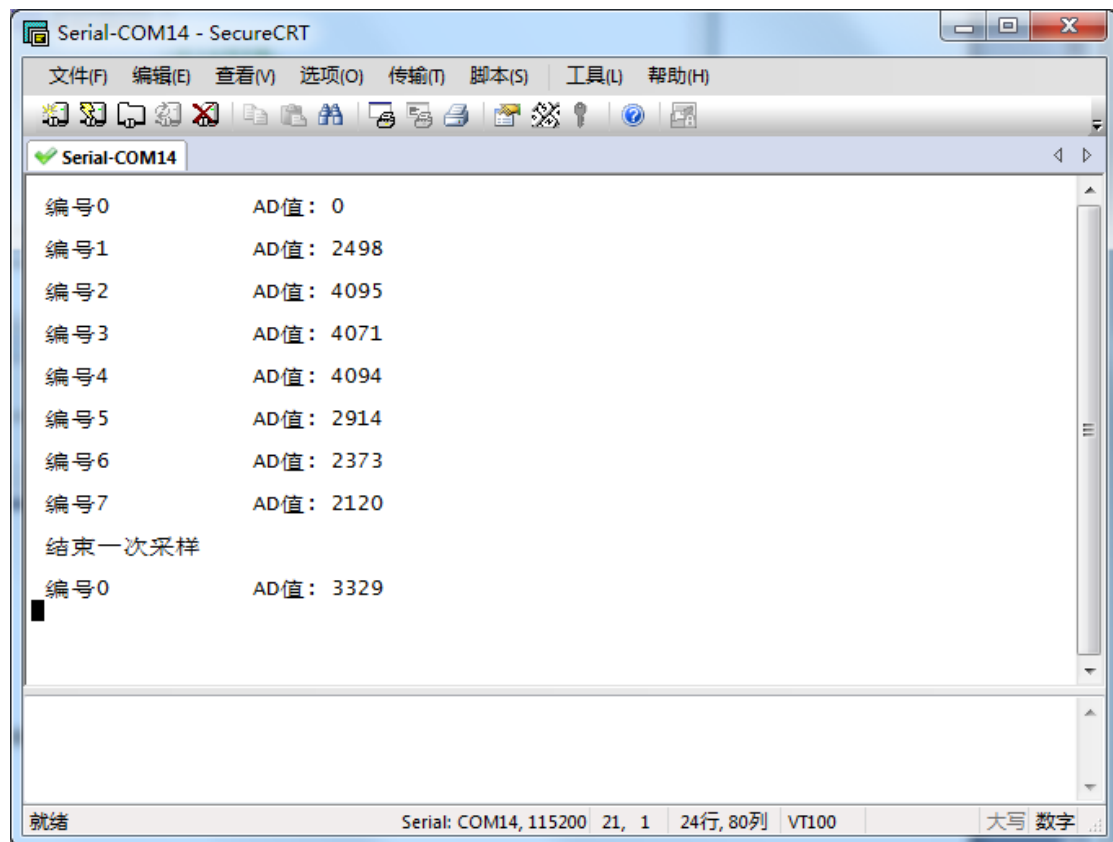 Serial-COM14 - SecureCRT
文件(F) 编辑(E) 查看(V) 选项(O) 传输(T) 脚本(S) 工具(L) 帮助(H)
Serial-COM14
编号0 AD值: 0
编号1 AD值: 2498
编号2 AD值: 4095
编号3 AD值: 4071
编号4 AD值: 4094
编号5 AD值: 2914
编号6 AD值: 2373
编号7 AD值: 2120
结束一次采样
编号0 AD值: 3329
就绪 Serial: COM14, 115200 21, 1 24行, 80列 VT100 大写 数字